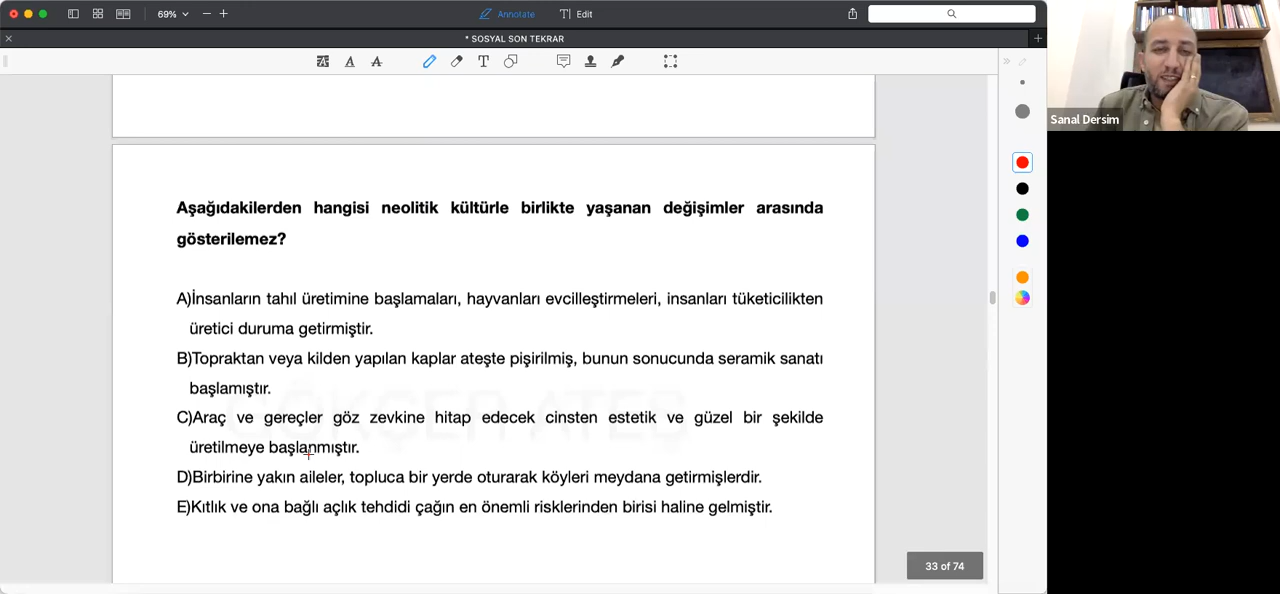 69%
Annotate
Edit
* SOSYAL SON TEKRAR
Sanal Dersim
Aşağıdakilerden hangisi neolitik kültürle birlikte yaşanan değişimler arasında
gösterilemez?
A)İnsanların tahıl üretimine başlamaları, hayvanları evcilleştirmeleri, insanları tüketicilikten
üretici duruma getirmiştir.
B)Topraktan veya kilden yapılan kaplar ateşte pişirilmiş, bunun sonucunda seramik sanatı
başlamıştır.
C)Araç ve gereçler göz zevkine hitap edecek cinsten estetik ve güzel bir şekilde
üretilmeye başlanmıştır.
D)Birbirine yakın aileler, topluca bir yerde oturarak köyleri meydana getirmişlerdir.
E)Kıtlık ve ona bağlı açlık tehdidi çağın en önemli risklerinden birisi haline gelmiştir.
33 of 74